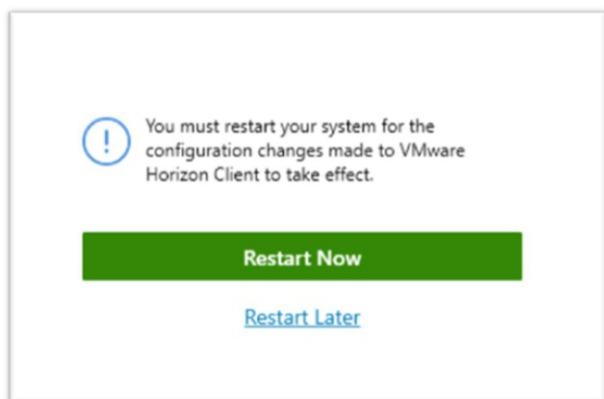 You must restart your system for the
configuration changes made to VMware
Horizon Client to take effect.
Restart Now
Restart Later